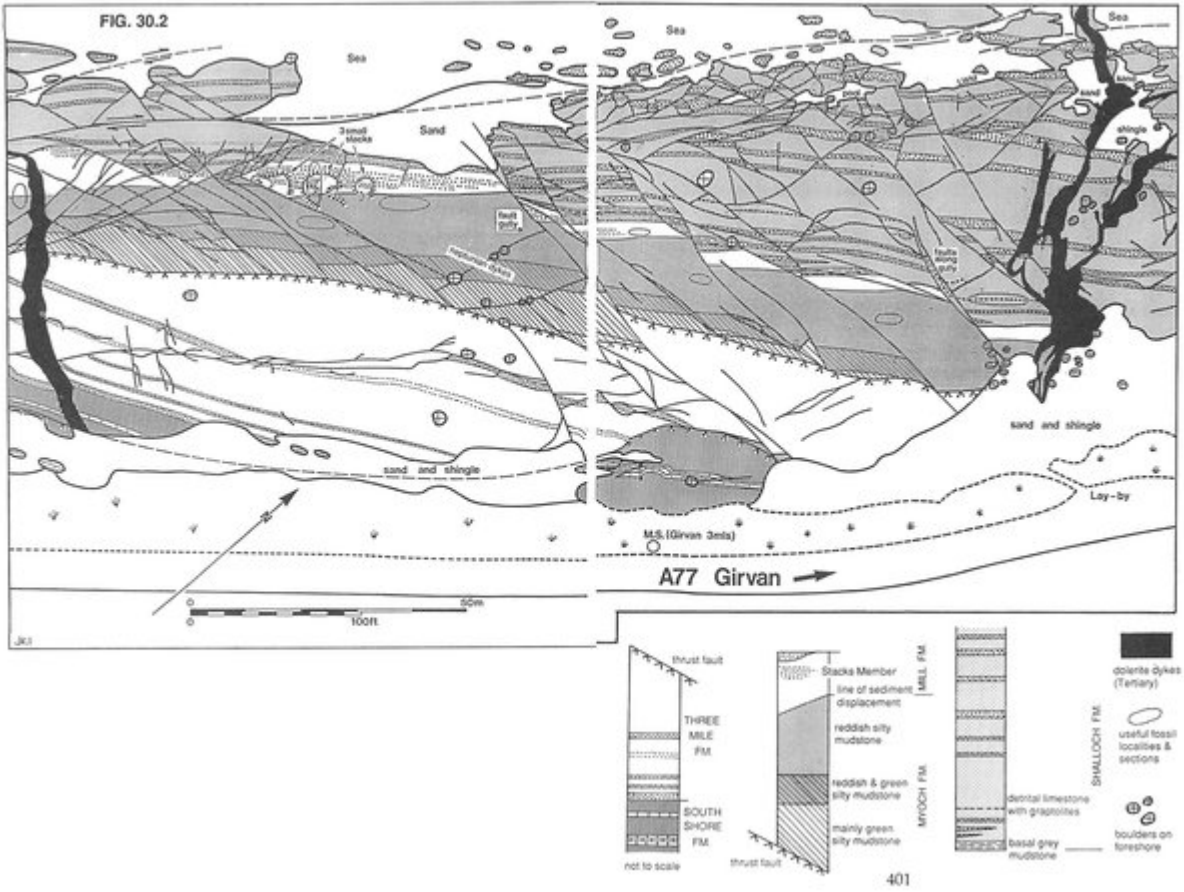 FIG. 30.2
Sea
Sea
Sea
3 small
stacks
Sand
pool
sand
sand
shingle
fault
gully
neptunian dykes
faults
along
gully
sand and shingle
sand and shingle
Lay-by
N
M.S. (Girvan 3mls)
A77 Girvan
0
50m
0
100ft.
thrust fault
THREE
MILE
FM.
SOUTH
SHORE
FM.
not to scale
Stacks Member
line of sediment
displacement
MILL FM.
reddish silty
mudstone
reddish & green
silty mudstone
mainly green
silty mudstone
MYOCH FM.
thrust fault
detrital limestone
with graptolites
basal grey
mudstone
SHALLOCH FM.
dolerite dykes
(Tertiary)
useful fossil
localities &
sections
boulders on
foreshore
401